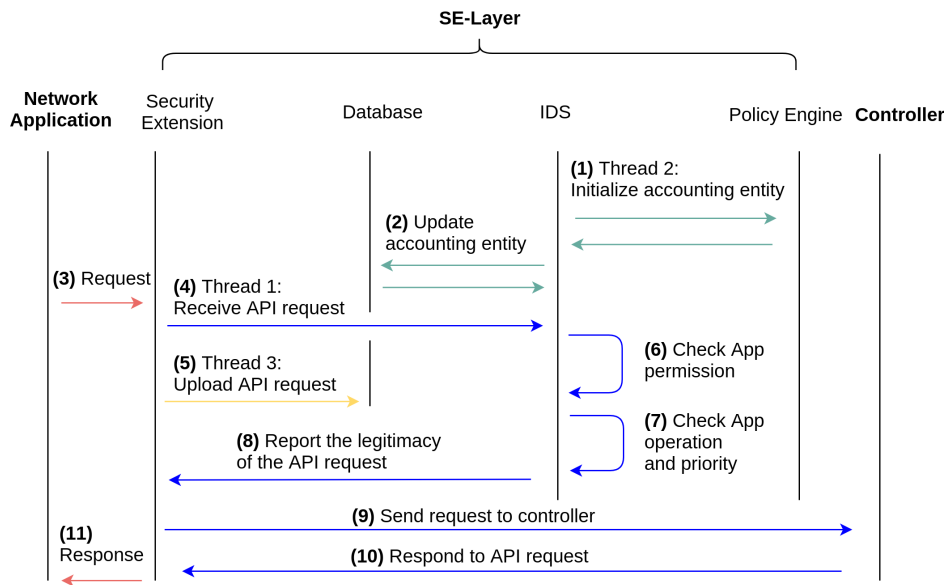 SE-Layer
Network
Application
Security
Extension
Database
IDS
Policy Engine
Controller
(1) Thread 2:
Initialize accounting entity
(2) Update
accounting entity
(3) Request
(4) Thread 1:
Receive API request
(5) Thread 3:
Upload API request
(6) Check App
permission
(7) Check App
operation
and priority
(8) Report the legitimacy
of the API request
(9) Send request to controller
(10) Respond to API request
(11)
Response